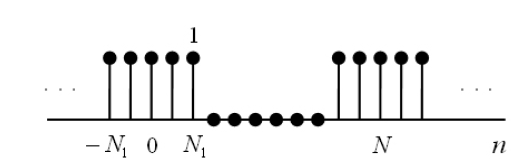 1
. . . . . .
− N₁ 0 N₁ N n